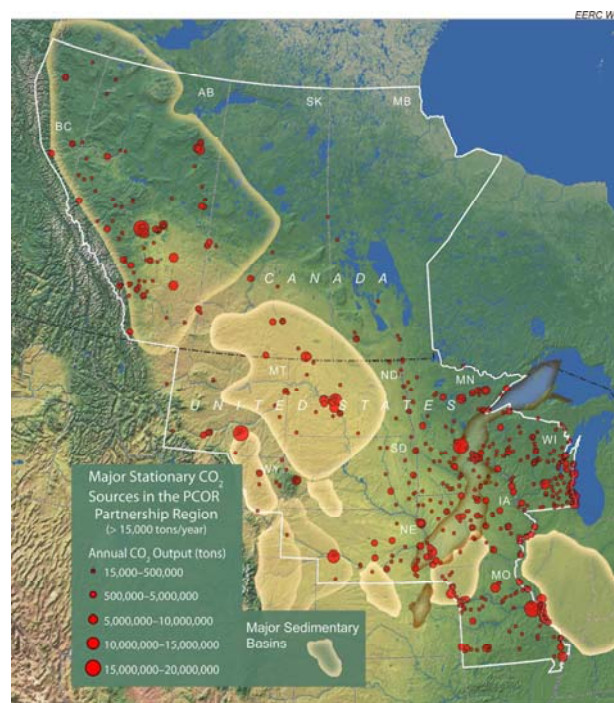 EERC W
AB
SK
MB
BC
C A N A D A
MT
ND
MN
U N I T E D S T A T E S
SD
WI
WY
IA
NE
MO
Major Stationary CO2
Sources in the PCOR
Partnership Region
(> 15,000 tons/year)
Annual CO2 Output (tons)
15,000–500,000
500,000–5,000,000
5,000,000–10,000,000
10,000,000–15,000,000
15,000,000–20,000,000
Major Sedimentary
Basins